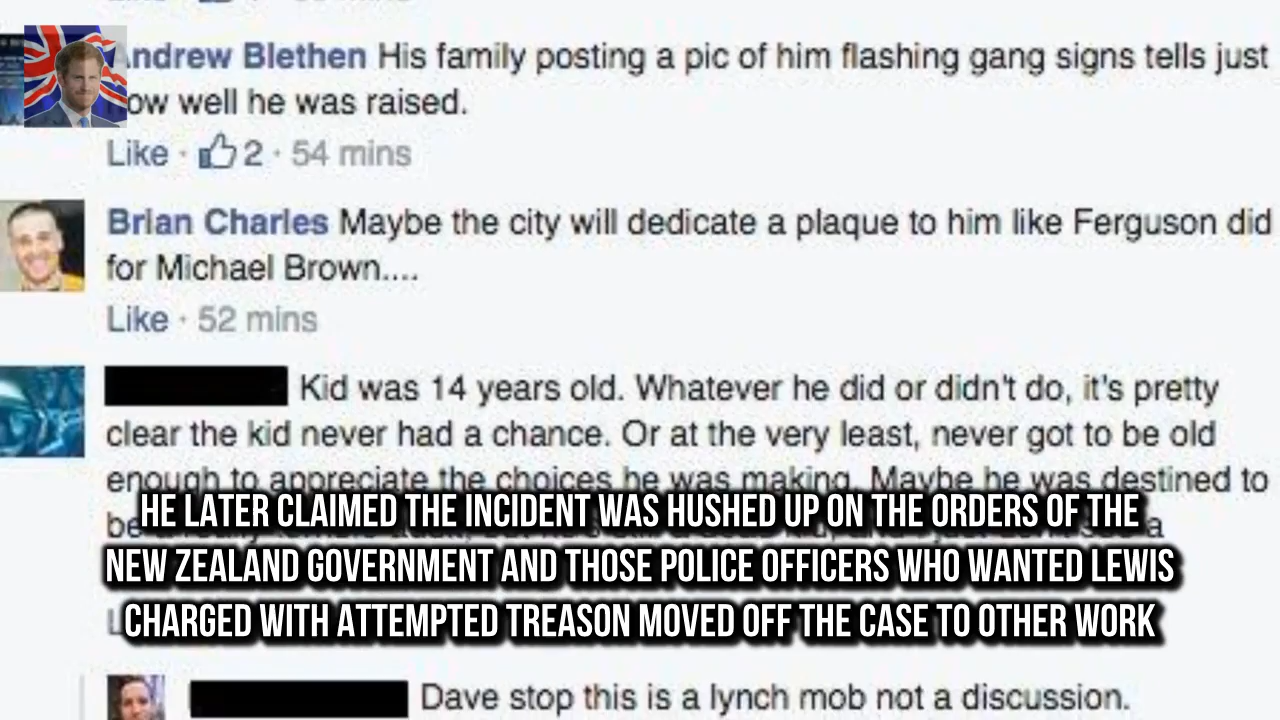 Andrew Blethen His family posting a pic of him flashing gang signs tells just
how well he was raised.
Like · 2 · 54 mins
Brian Charles Maybe the city will dedicate a plaque to him like Ferguson did
for Michael Brown....
Like · 52 mins
Kid was 14 years old. Whatever he did or didn't do, it's pretty
clear the kid never had a chance. Or at the very least, never got to be old
enough to appreciate the choices he was making. Maybe he was destined to
be
HE LATER CLAIMED THE INCIDENT WAS HUSHED UP ON THE ORDERS OF THE
NEW ZEALAND GOVERNMENT AND THOSE POLICE OFFICERS WHO WANTED LEWIS
CHARGED WITH ATTEMPTED TREASON MOVED OFF THE CASE TO OTHER WORK
Dave stop this is a lynch mob not a discussion.